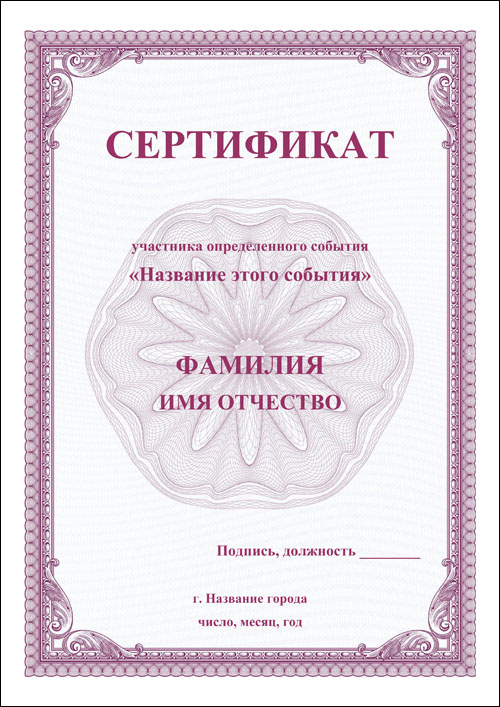 СЕРТИФИКАТ
участника определенного события
«Название этого события»
ФАМИЛИЯ
ИМЯ ОТЧЕСТВО
Подпись, должность ________
г. Название города
число, месяц, год